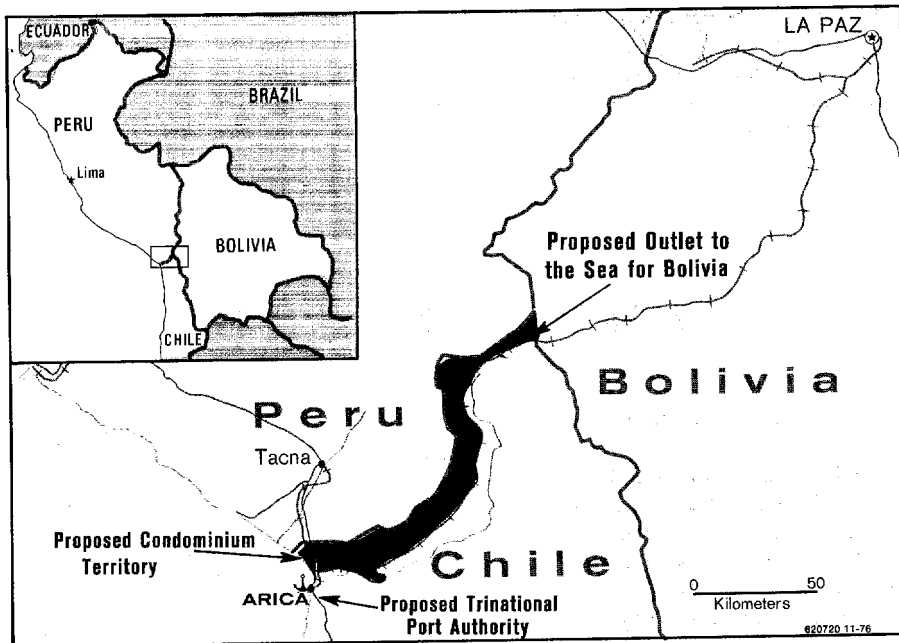 ECUADOR
BRAZIL
PERU
Lima
BOLIVIA
CHILE
LA PAZ
Proposed Outlet to
the Sea for Bolivia
Bolivia
Peru
Tacna
Proposed Condominium
Territory
Chile
ARICA
Proposed Trinational
Port Authority
0 50
Kilometers
620720 11-76